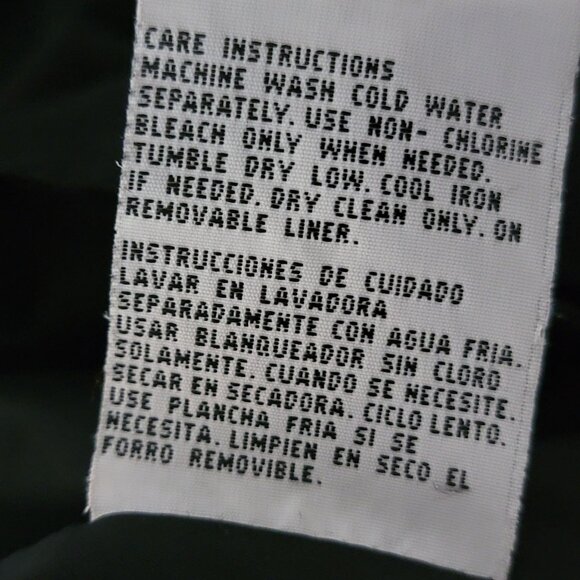 CARE INSTRUCTIONS
MACHINE WASH COLD WATER
SEPARATELY. USE NON- CHLORINE
BLEACH ONLY WHEN NEEDED.
TUMBLE DRY LOW. COOL IRON
IF NEEDED. DRY CLEAN ONLY. ON
REMOVABLE LINER.
INSTRUCCIONES DE CUIDADO
LAVAR EN LAVADORA
SEPARADAMENTE CON AGUA FRIA.
USAR BLANQUEADOR SIN CLORO
SOLAMENTE. CUANDO SE NECESITE.
SECAR EN SECADORA. CICLO LENTO.
USE PLANCHA FRIA SI SE
NECESITA. LIMPIEN EN SECO EL
FORRO REMOVIBLE.